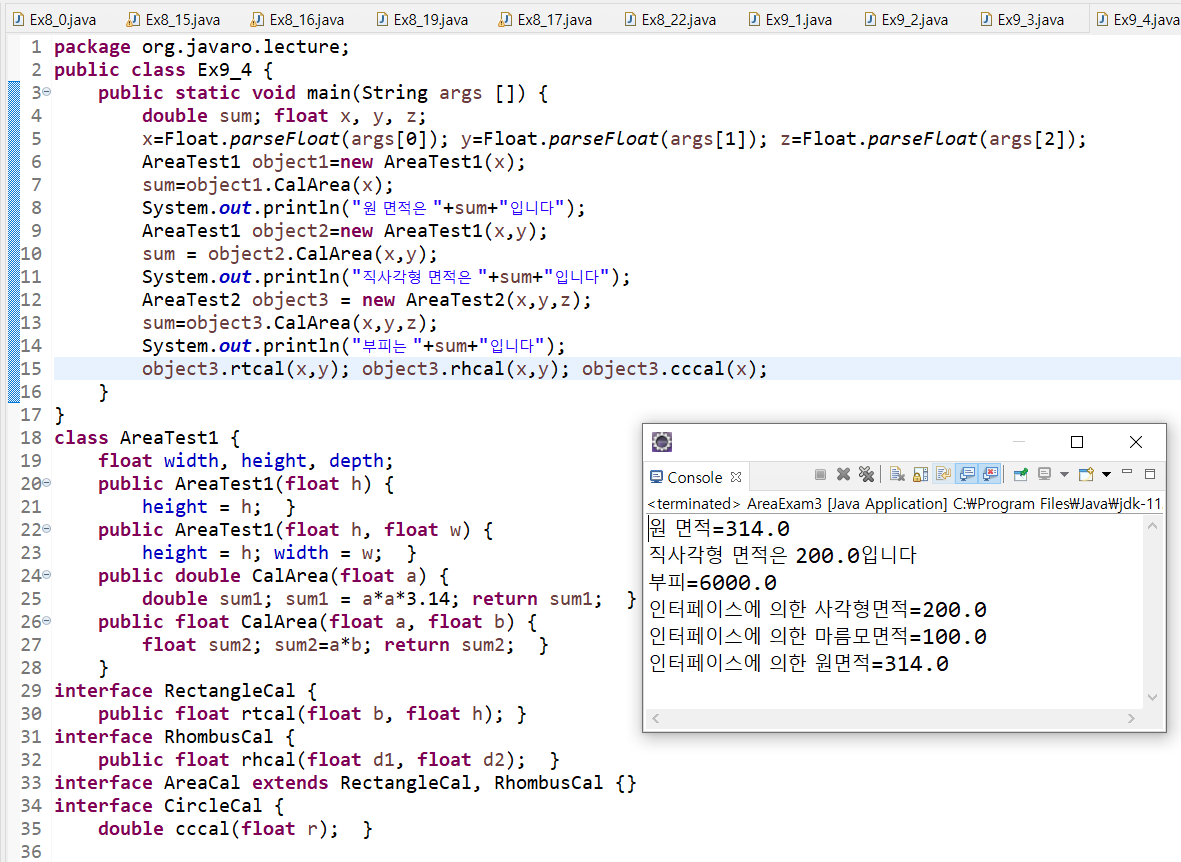 Ex8_0.java Ex8_15.java Ex8_16.java Ex8_19.java Ex8_17.java Ex8_22.java Ex9_1.java Ex9_2.java Ex9_3.java Ex9_4.java
1 package org.javaro.lecture;
2 public class Ex9_4 {
3 public static void main(String args []) {
4 double sum; float x, y, z;
5 x=Float.parseFloat(args[0]); y=Float.parseFloat(args[1]); z=Float.parseFloat(args[2]);
6 AreaTest1 object1=new AreaTest1(x);
7 sum=object1.CalArea(x);
8 System.out.println("원 면적은 "+sum+"입니다");
9 AreaTest1 object2=new AreaTest1(x,y);
10 sum = object2.CalArea(x,y);
11 System.out.println("직사각형 면적은 "+sum+"입니다");
12 AreaTest2 object3 = new AreaTest2(x,y,z);
13 sum=object3.CalArea(x,y,z);
14 System.out.println("부피는 "+sum+"입니다");
15 object3.rtcal(x,y); object3.rhcal(x,y); object3.cccal(x);
16 }
17 }
18 class AreaTest1 {
19 float width, height, depth;
20 public AreaTest1(float h) {
21 height = h; }
22 public AreaTest1(float h, float w) {
23 height = h; width = w; }
24 public double CalArea(float a) {
25 double sum1; sum1 = a*a*3.14; return sum1; }
26 public float CalArea(float a, float b) {
27 float sum2; sum2=a*b; return sum2; }
28 }
29 interface RectangleCal {
30 public float rtcal(float b, float h); }
31 interface RhombusCal {
32 public float rhcal(float d1, float d2); }
33 interface AreaCal extends RectangleCal, RhombusCal {}
34 interface CircleCal {
35 double cccal(float r); }
36
Console
<terminated> AreaExam3 [Java Application] C:₩Program Files₩Java₩jdk-11
원 면적=314.0
직사각형 면적은 200.0입니다
부피=6000.0
인터페이스에 의한 사각형면적=200.0
인터페이스에 의한 마름모면적=100.0
인터페이스에 의한 원면적=314.0